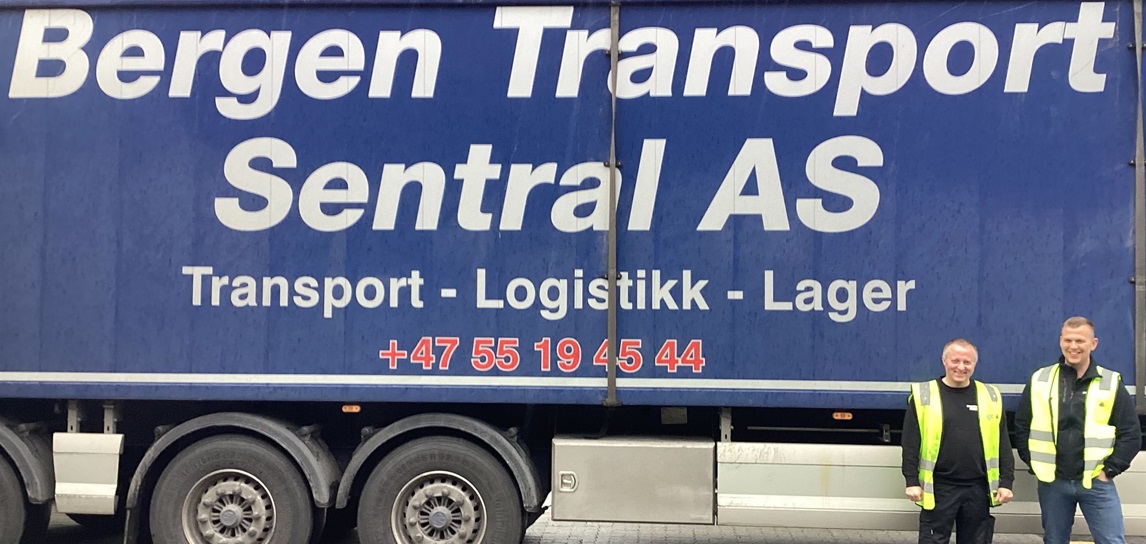 Bergen Transport
Sentral AS
Transport - Logistikk - Lager
+47 55 19 45 44